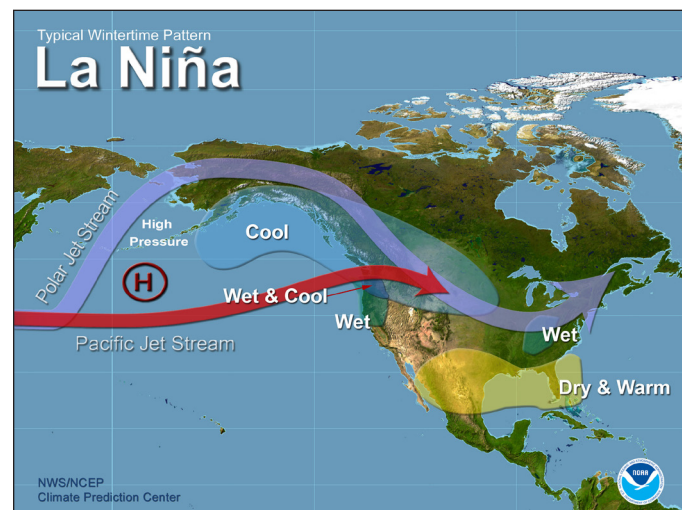 Typical Wintertime Pattern
La Niña
Polar Jet Stream
High
Pressure
H
Cool
Wet & Cool
Wet
Pacific Jet Stream
Wet
Dry & Warm
NWS/NCEP
Climate Prediction Center
NOAA